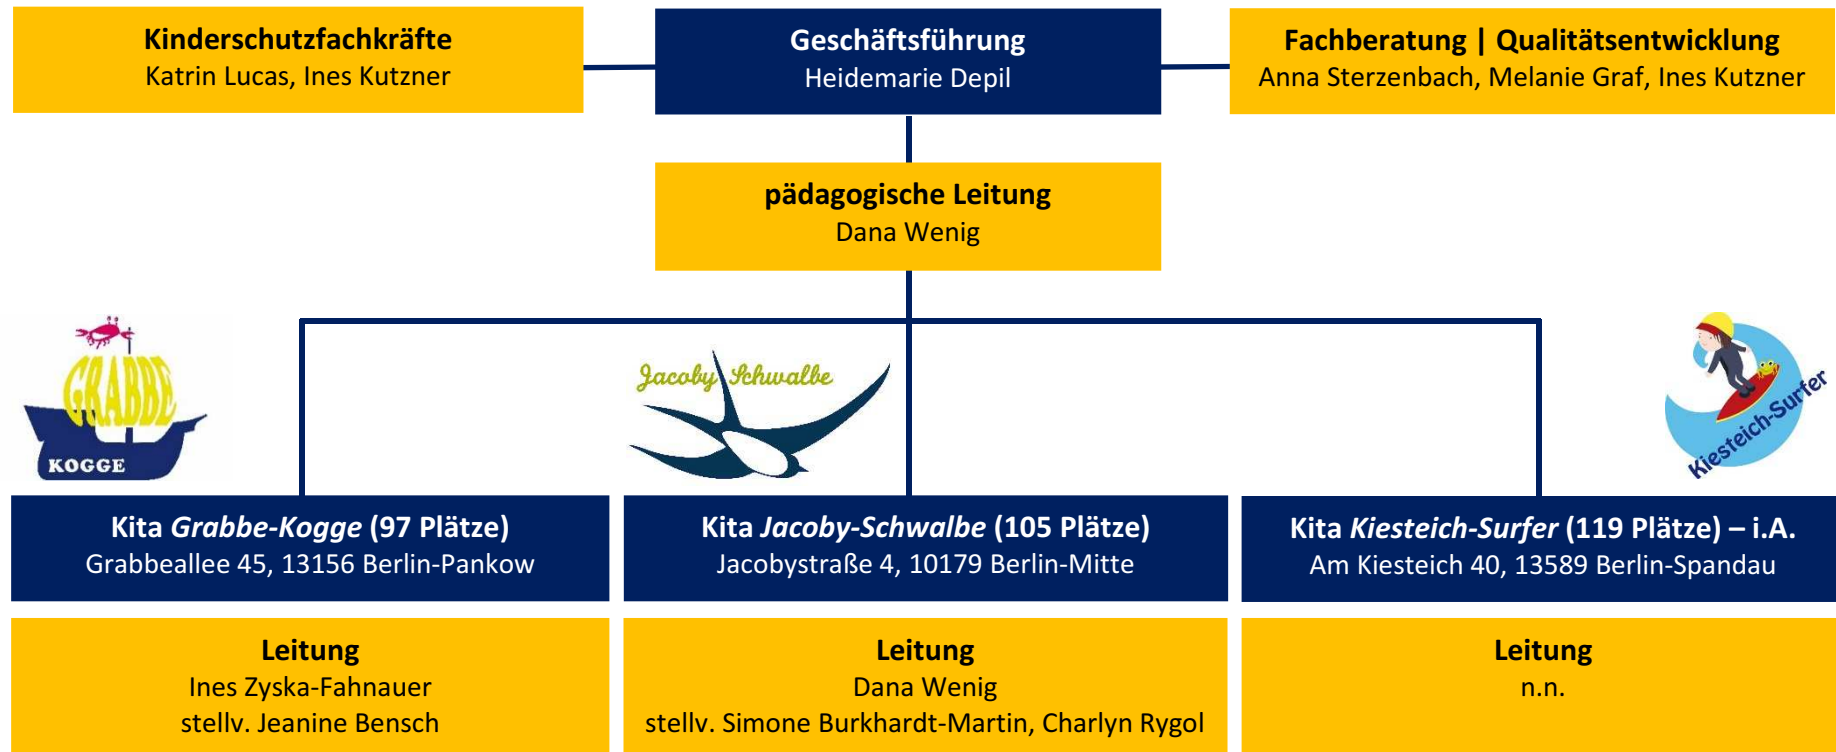 Kinderschutzfachkräfte
Katrin Lucas, Ines Kutzner
Geschäftsführung
Heidemarie Depil
Fachberatung | Qualitätsentwicklung
Anna Sterzenbach, Melanie Graf, Ines Kutzner
pädagogische Leitung
Dana Wenig
GRABBE
KOGGE
Jacoby Schwalbe
Kiesteich-Surfer
Kita Grabbe-Kogge (97 Plätze)
Grabbeallee 45, 13156 Berlin-Pankow
Kita Jacoby-Schwalbe (105 Plätze)
Jacobystraße 4, 10179 Berlin-Mitte
Kita Kiesteich-Surfer (119 Plätze) – i.A.
Am Kiesteich 40, 13589 Berlin-Spandau
Leitung
Ines Zyska-Fahnauer
stellv. Jeanine Bensch
Leitung
Dana Wenig
stellv. Simone Burkhardt-Martin, Charlyn Rygol
Leitung
n.n.